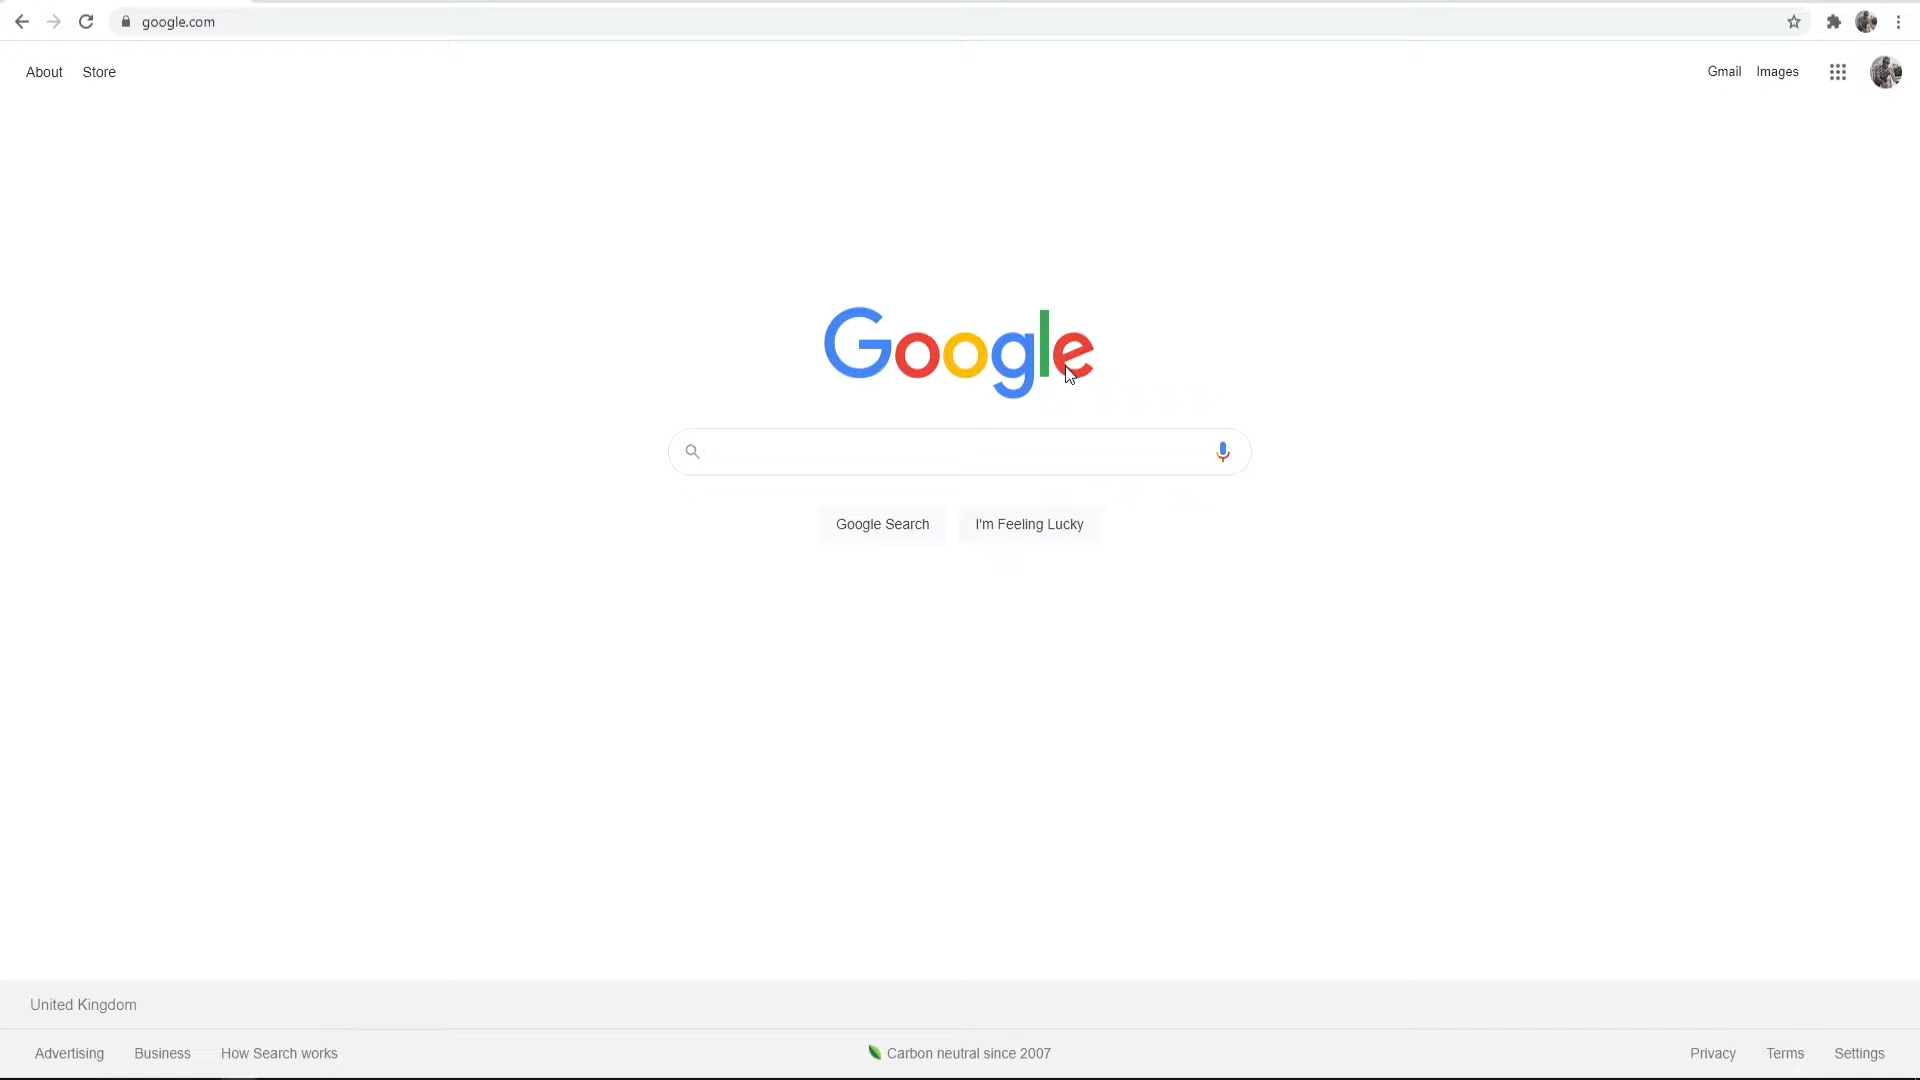 google.com
About Store
Gmail Images
Google
Google Search I'm Feeling Lucky
United Kingdom
Advertising Business How Search works
Carbon neutral since 2007
Privacy Terms Settings